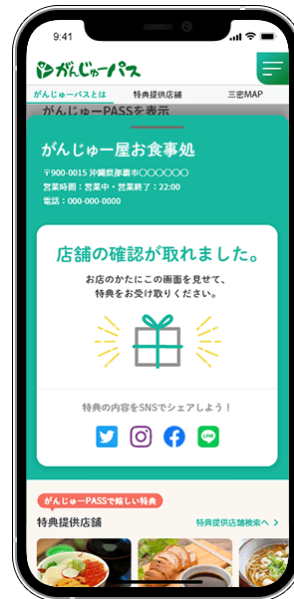 9:41
がんじゅーパス
がんじゅーパスとは 特典提供店舗 三密MAP
がんじゅーPASSを表示
がんじゅー屋お食事処
〒900-0015 沖縄県那覇市〇〇〇〇〇〇
営業時間：営業中・営業終了：22:00
電話：000-000-0000
店舗の確認が取れました。
お店のかたにこの画面を見せて、
特典をお受け取りください。
特典の内容をSNSでシェアしよう！
LINE
がんじゅーPASSで嬉しい特典
特典提供店舗 特典提供店舗検索へ